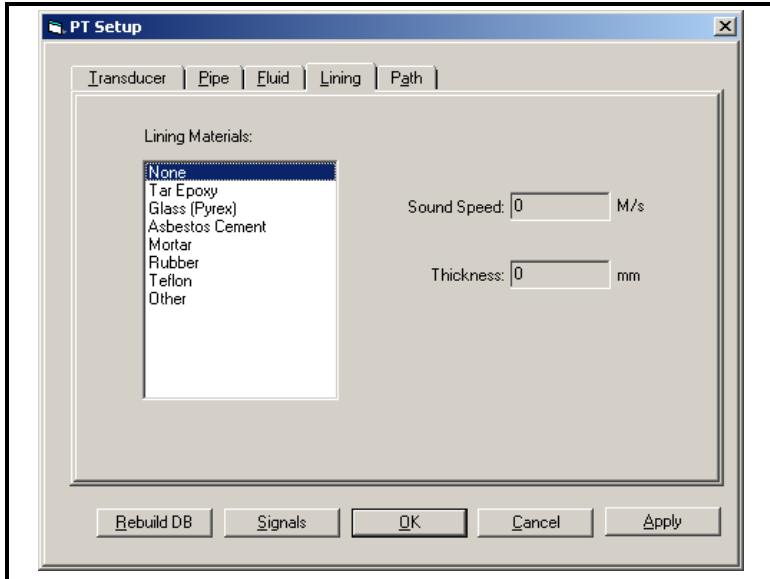 PT Setup
Transducer Pipe Fluid Lining Path
Lining Materials:
None
Tar Epoxy
Glass (Pyrex)
Asbestos Cement
Mortar
Rubber
Teflon
Other
Sound Speed: 0 M/s
Thickness: 0 mm
Rebuild DB Signals OK Cancel Apply